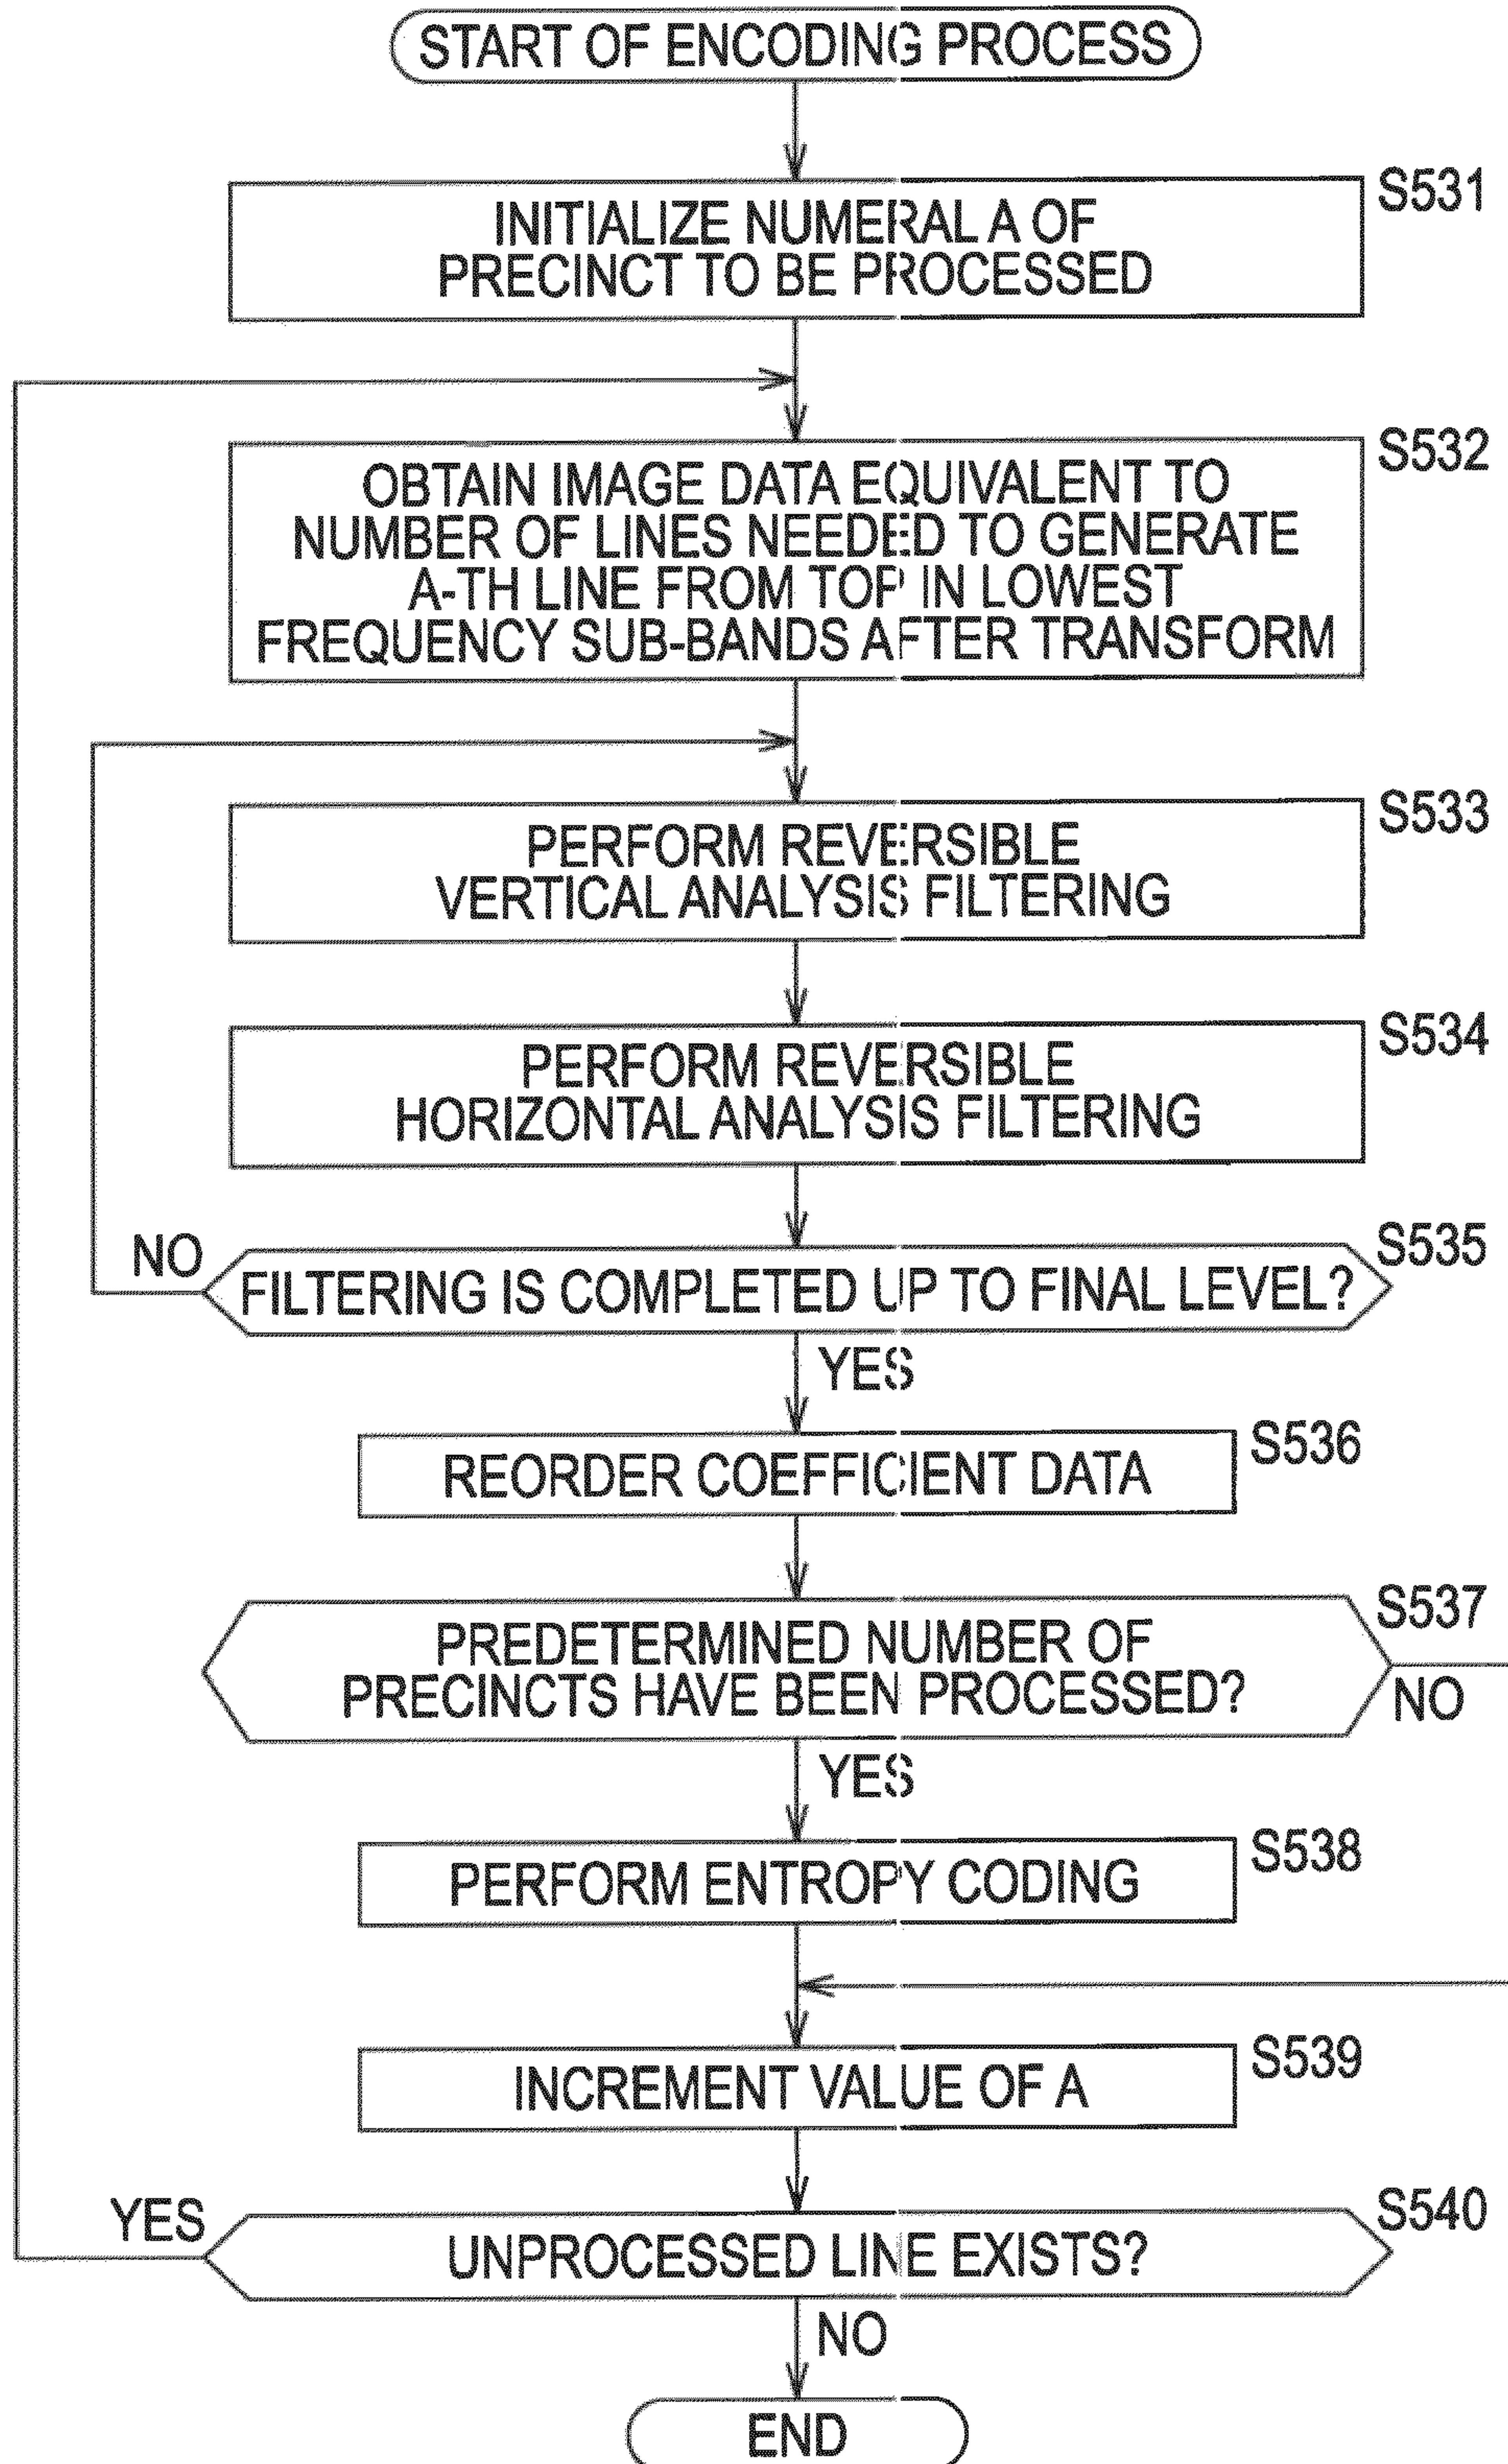 START OF ENCODING PROCESS
S531
INITIALIZE NUMERAL A OF
PRECINCT TO BE PROCESSED
S532
OBTAIN IMAGE DATA EQUIVALENT TO
NUMBER OF LINES NEEDED TO GENERATE
A-TH LINE FROM TOP IN LOWEST
FREQUENCY SUB-BANDS AFTER TRANSFORM
S533
PERFORM REVERSIBLE
VERTICAL ANALYSIS FILTERING
S534
PERFORM REVERSIBLE
HORIZONTAL ANALYSIS FILTERING
S535
NO
FILTERING IS COMPLETED UP TO FINAL LEVEL?
YES
S536
REORDER COEFFICIENT DATA
S537
PREDETERMINED NUMBER OF
PRECINCTS HAVE BEEN PROCESSED?
NO
YES
S538
PERFORM ENTROPY CODING
S539
INCREMENT VALUE OF A
S540
YES
UNPROCESSED LINE EXISTS?
NO
END